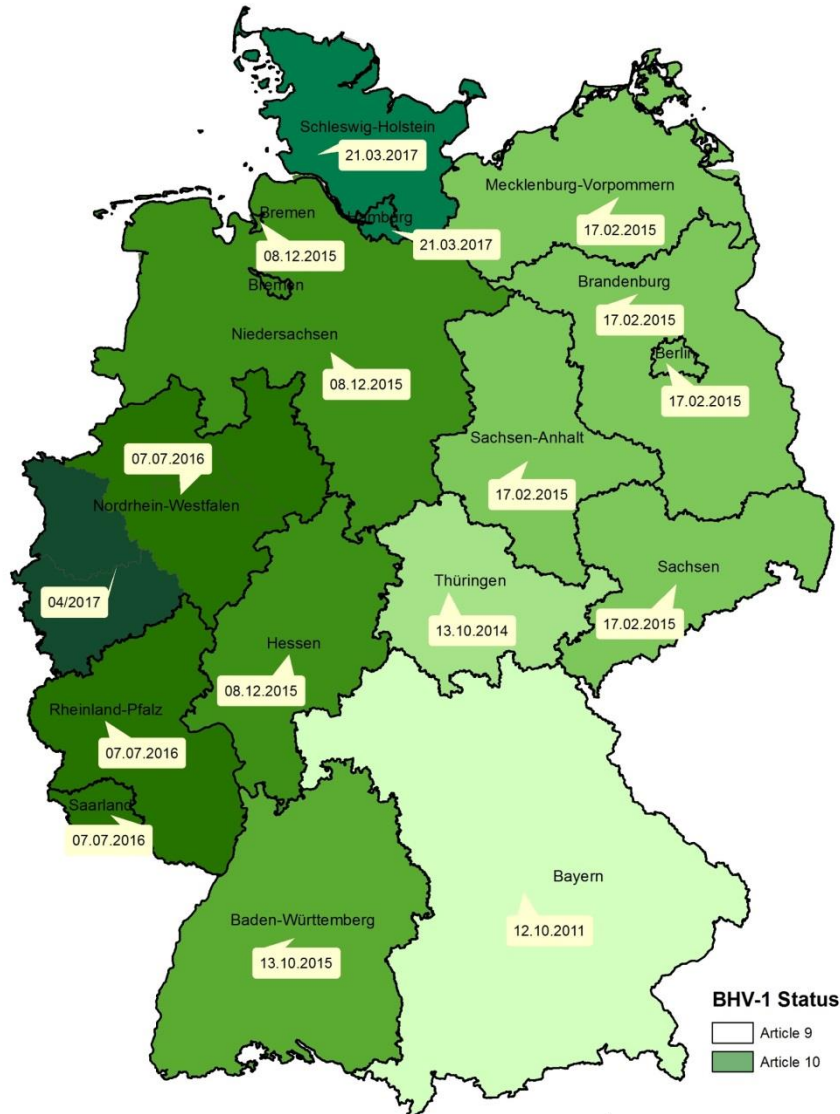 Schleswig-Holstein
21.03.2017
Mecklenburg-Vorpommern
17.02.2015
Hamburg
21.03.2017
Bremen
08.12.2015
Bremen
Brandenburg
17.02.2015
Berlin
17.02.2015
Niedersachsen
08.12.2015
Sachsen-Anhalt
17.02.2015
07.07.2016
Nordrhein-Westfalen
04/2017
Thüringen
13.10.2014
Sachsen
17.02.2015
Hessen
08.12.2015
Rheinland-Pfalz
07.07.2016
Saarland
07.07.2016
Bayern
12.10.2011
Baden-Württemberg
13.10.2015
BHV-1 Status
Article 9
Article 10